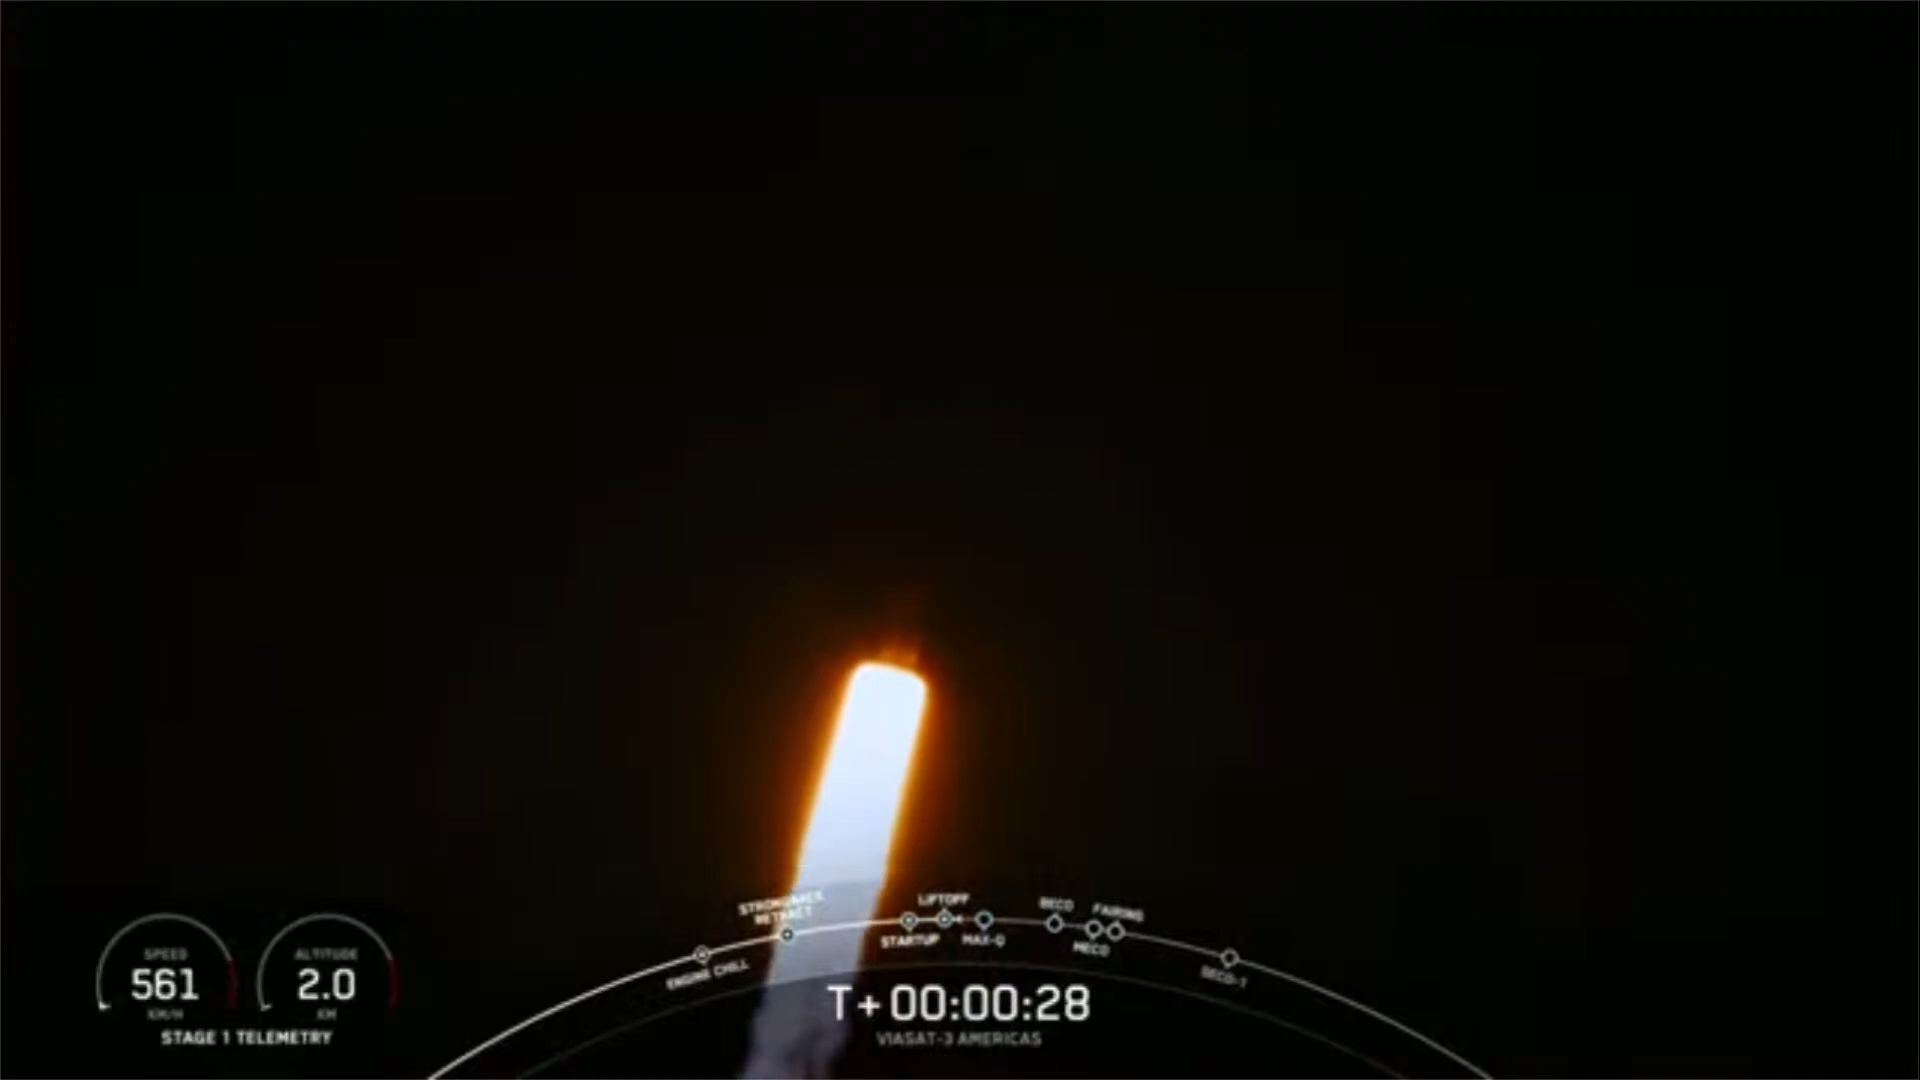 STRONGBACK
RETRACT
LIFTOFF
BECO
FAIRING
ENGINE CHILL
STARTUP
MAX-Q
MECO
SECO-1
SPEED
561
KM/H
ALTITUDE
2.0
KM
STAGE 1 TELEMETRY
T+00:00:28
VIASAT-3 AMERICAS